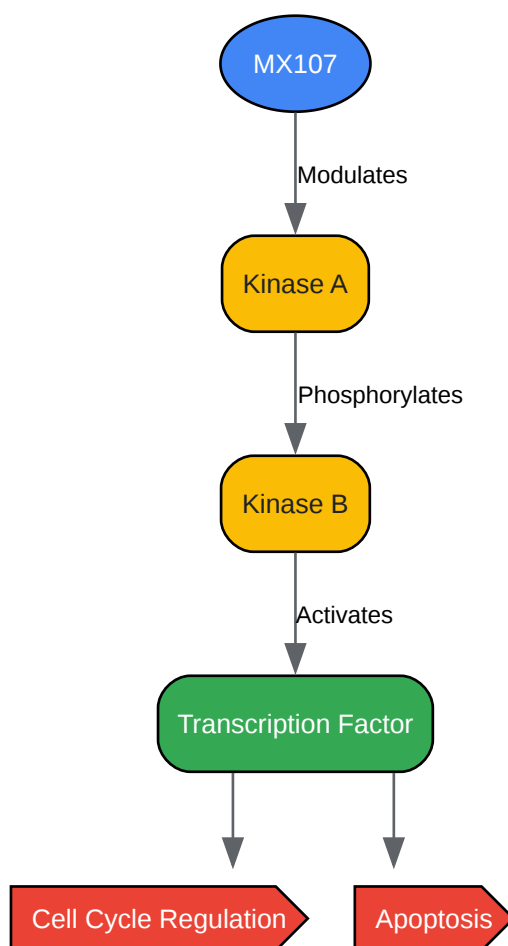 MX107
Modulates
Kinase A
Phosphorylates
Kinase B
Activates
Transcription Factor
Cell Cycle Regulation
Apoptosis